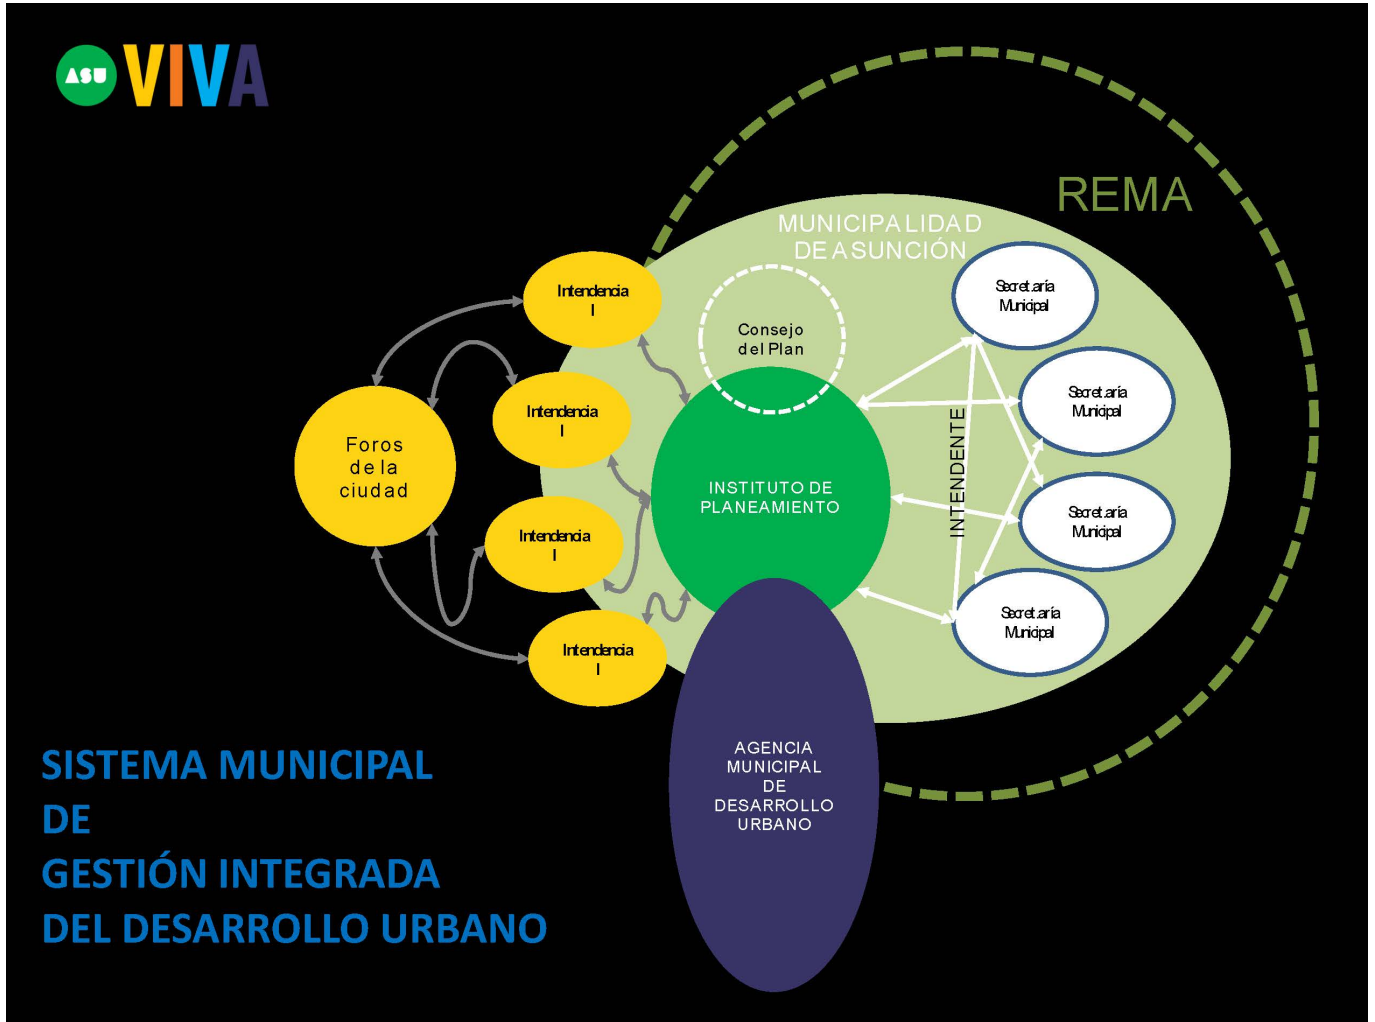 ASU VIVA
REMA
MUNICIPALIDAD
DE ASUNCIÓN
Intendencia
I
Secretaría
Municipal
Consejo
del Plan
Intendencia
I
Secretaría
Municipal
Foros
de la
ciudad
INTENDENTE
INSTITUTO DE
PLANEAMIENTO
Intendencia
I
Secretaría
Municipal
Intendencia
I
Secretaría
Municipal
AGENCIA
MUNICIPAL
DE
DESARROLLO
URBANO
SISTEMA MUNICIPAL
DE
GESTIÓN INTEGRADA
DEL DESARROLLO URBANO